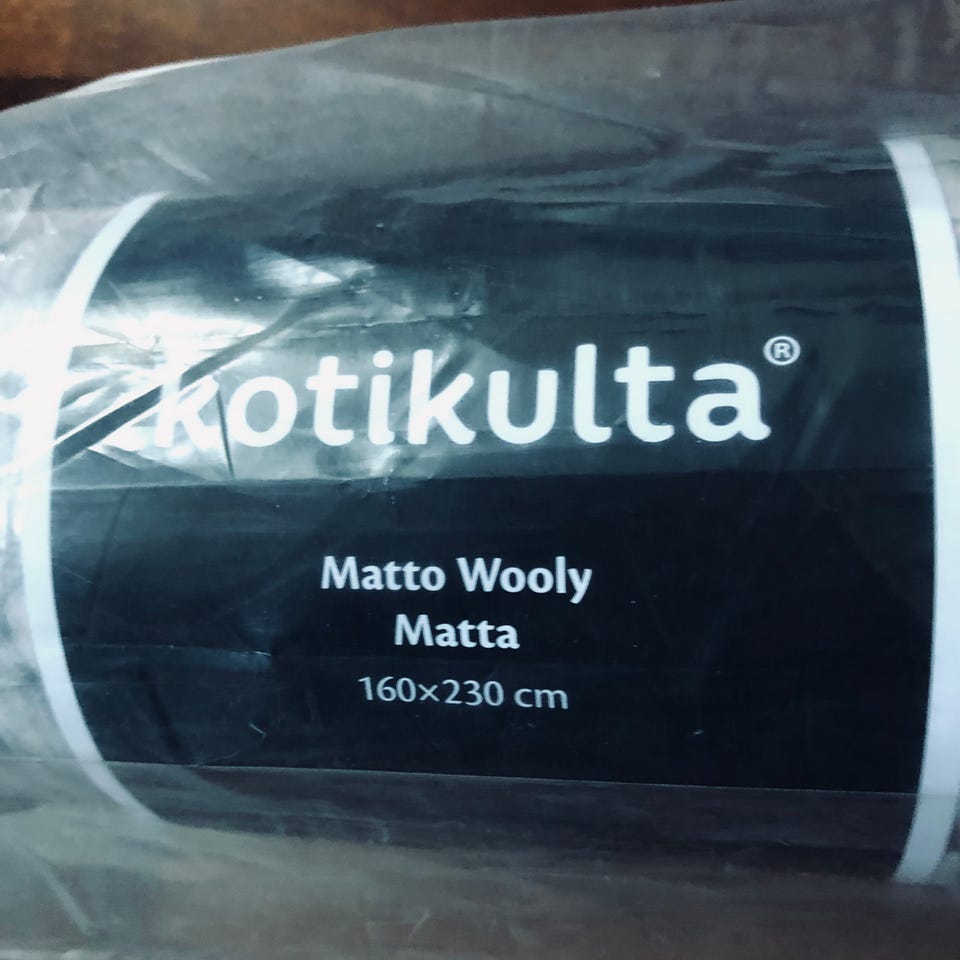 kotikulta®
Matto Wooly
Matta
160×230 cm